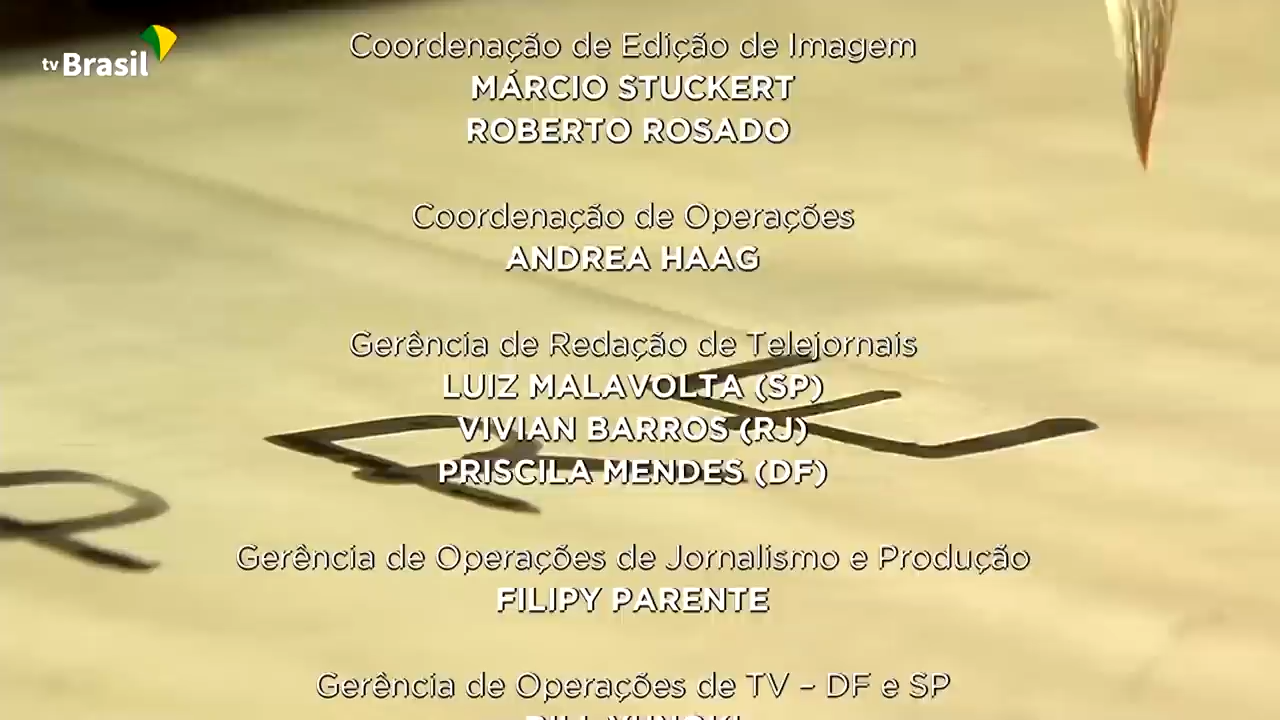 tv Brasil
Coordenação de Edição de Imagem
MÁRCIO STUCKERT
ROBERTO ROSADO
Coordenação de Operações
ANDREA HAAG
Gerência de Redação de Telejornais
LUIZ MALAVOLTA (SP)
VIVIAN BARROS (RJ)
PRISCILA MENDES (DF)
Gerência de Operações de Jornalismo e Produção
FILIPY PARENTE
Gerência de Operações de TV – DF e SP